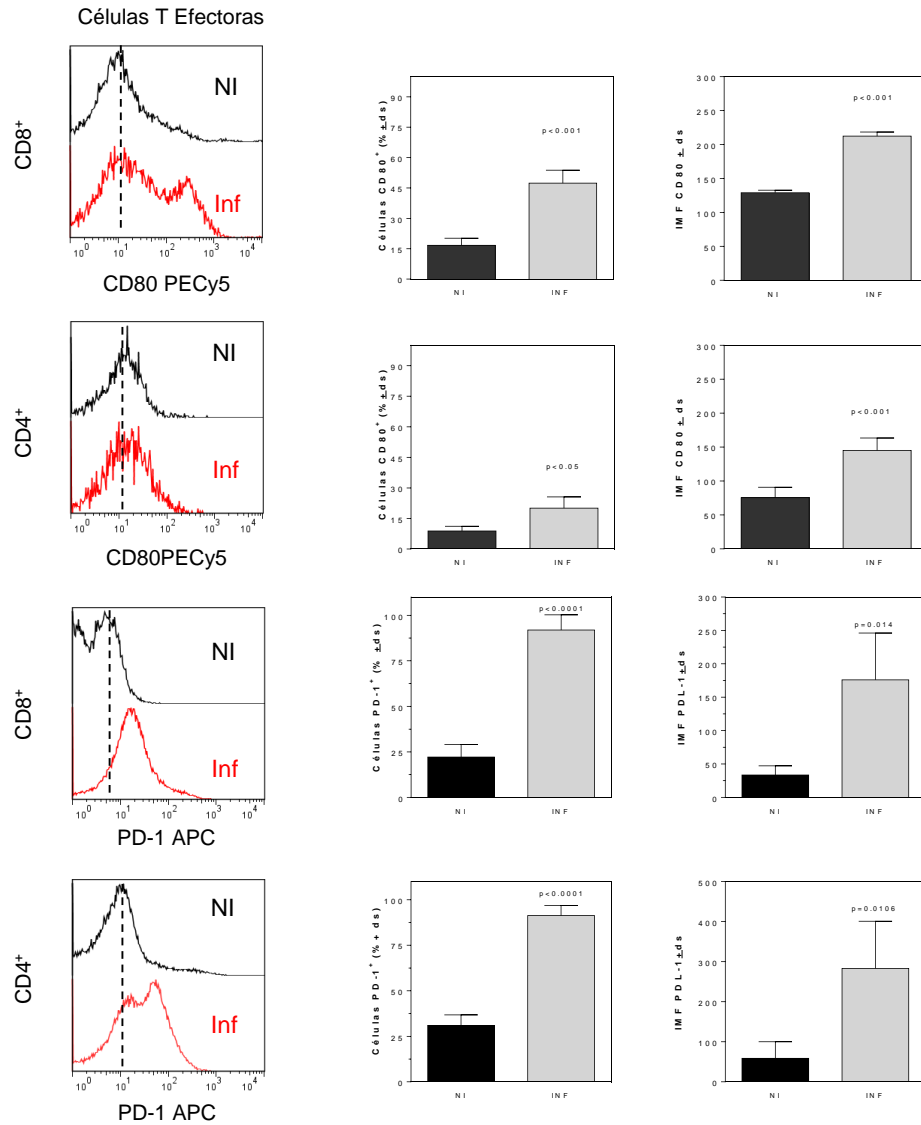 Células T Efectoras
CD8+
NI
Inf
10^0 10^1 10^2 10^3 10^4
CD80 PECy5
Células CD80+ (% ±ds)
90
75
60
45
30
15
0
p<0.001
NI INF
IMF CD80 ± ds
300
250
200
150
100
50
0
p<0.001
NI INF
CD4+
NI
Inf
10^0 10^1 10^2 10^3 10^4
CD80PECy5
Células CD80+ (% ±ds)
90
75
60
45
30
15
0
p<0.05
NI INF
IMF CD80 ± ds
300
250
200
150
100
50
0
p<0.001
NI INF
CD8+
NI
Inf
10^0 10^1 10^2 10^3 10^4
PD-1 APC
Células PD-1+ (% ±ds)
100
75
50
25
0
p<0.0001
NI INF
IMF PDL-1±ds
300
250
200
150
100
50
0
p=0.014
NI INF
CD4+
NI
Inf
10^0 10^1 10^2 10^3 10^4
PD-1 APC
Células PD-1+ (% + ds)
100
75
50
25
0
p<0.0001
NI INF
IMF PDL-1±ds
500
400
300
200
100
0
p=0.0106
NI INF